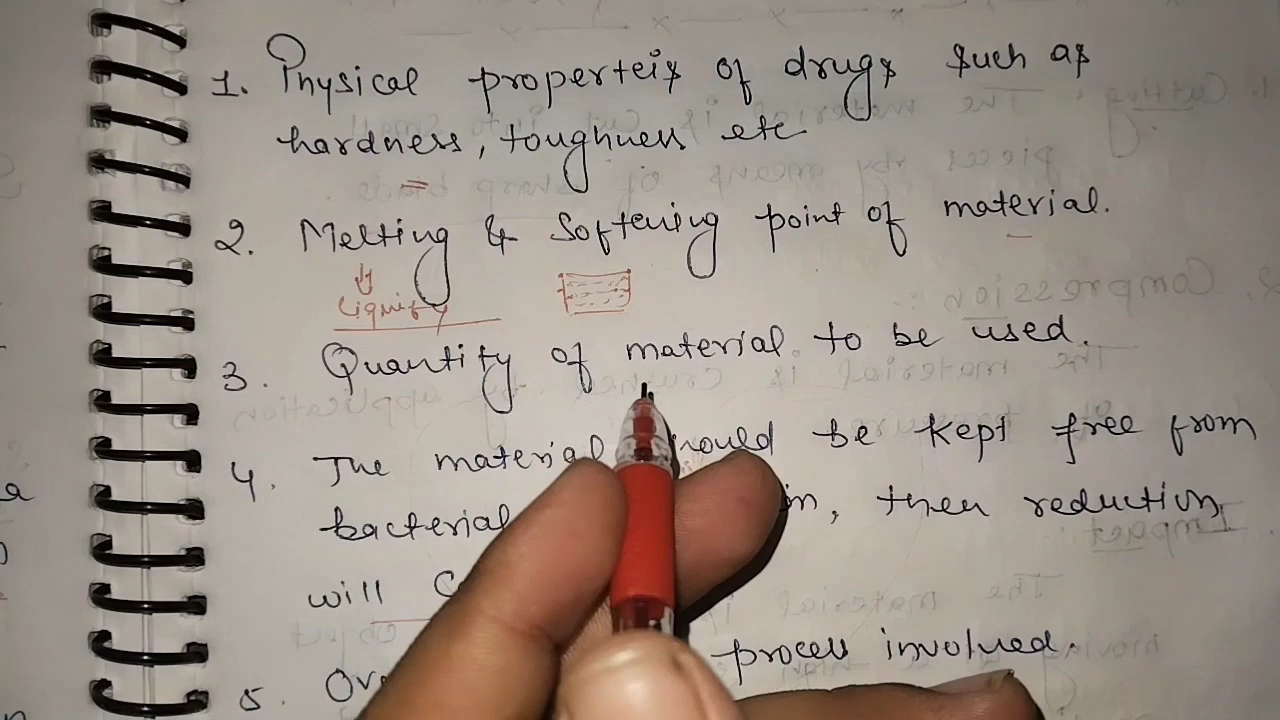 1. Physical properteis of drugs such as
hardness, toughness etc
2. Melting & Softening point of material.
Liquify
3. Quantity of material to be used.
4. The material should be kept free from
bacterial in, then reduction
will
5. process involved.